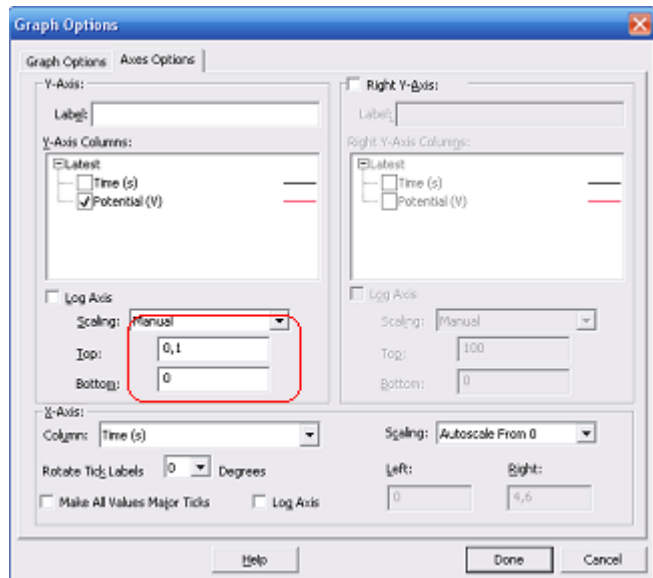 Graph Options
Graph Options Axes Options
Y-Axis:
Label:
Y-Axis Columns:
Latest
Time (s)
Potential (V)
Log Axis
Scaling: Manual
Top: 0,1
Bottom: 0
Right Y-Axis:
Label:
Right Y-Axis Columns:
Latest
Time (s)
Potential (V)
Log Axis
Scaling: Manual
Top: 100
Bottom: 0
X-Axis:
Column: Time (s)
Rotate Tick Labels 0 Degrees
Make All Values Major Ticks Log Axis
Scaling: Autoscale From 0
Left: Right:
0 4,6
Help Done Cancel